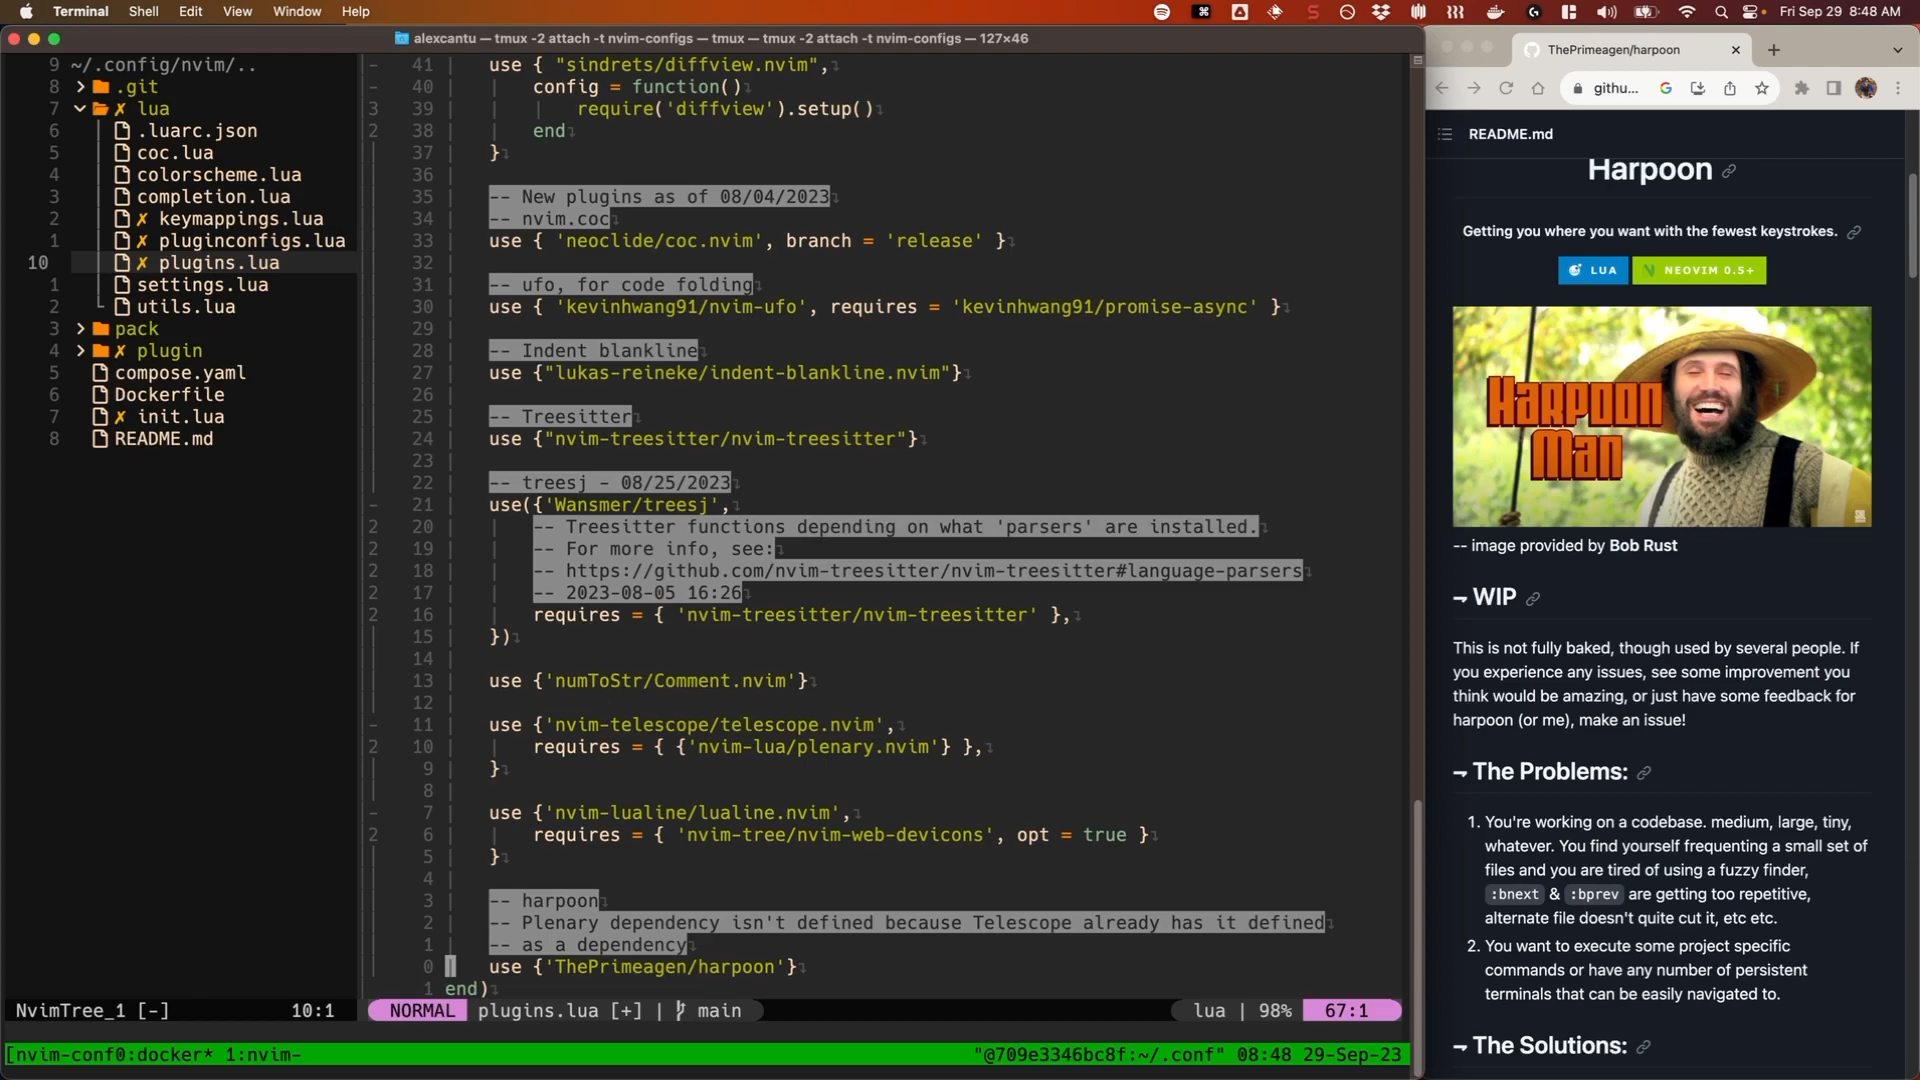 Terminal Shell Edit View Window Help Fri Sep 29 8:48 AM
alexcantu — tmux -2 attach -t nvim-configs — tmux — tmux -2 attach -t nvim-configs — 127×46
9 ~/.config/nvim/..
8 .git
7 ✗ lua
6 .luarc.json
5 coc.lua
4 colorscheme.lua
3 completion.lua
2 ✗ keymappings.lua
1 ✗ pluginconfigs.lua
10 ✗ plugins.lua
1 settings.lua
2 utils.lua
3 pack
4 ✗ plugin
5 compose.yaml
6 Dockerfile
7 ✗ init.lua
8 README.md
NvimTree_1 [-] 10:1
- 41 use { "sindrets/diffview.nvim",
- 40 config = function()
3 39 require('diffview').setup()
2 38 end
37 }
36
35 -- New plugins as of 08/04/2023
34 -- nvim.coc
33 use { 'neoclide/coc.nvim', branch = 'release' }
32
31 -- ufo, for code folding
30 use { 'kevinhwang91/nvim-ufo', requires = 'kevinhwang91/promise-async' }
29
28 -- Indent blankline
27 use {"lukas-reineke/indent-blankline.nvim"}
26
25 -- Treesitter
24 use {"nvim-treesitter/nvim-treesitter"}
23
22 -- treesj - 08/25/2023
- 21 use({'Wansmer/treesj',
2 20 -- Treesitter functions depending on what 'parsers' are installed.
2 19 -- For more info, see:
2 18 -- https://github.com/nvim-treesitter/nvim-treesitter#language-parsers
2 17 -- 2023-08-05 16:26
2 16 requires = { 'nvim-treesitter/nvim-treesitter' },
15 })
14
13 use {'numToStr/Comment.nvim'}
12
- 11 use {'nvim-telescope/telescope.nvim',
2 10 requires = { {'nvim-lua/plenary.nvim'} },
9 }
8
- 7 use {'nvim-lualine/lualine.nvim',
2 6 requires = { 'nvim-tree/nvim-web-devicons', opt = true }
5 }
4
3 -- harpoon
2 -- Plenary dependency isn't defined because Telescope already has it defined
1 -- as a dependency
0 use {'ThePrimeagen/harpoon'}
1 end)
NORMAL plugins.lua [+] | main lua | 98% 67:1
[nvim-conf0:docker* 1:nvim- "@709e3346bc8f:~/.conf" 08:48 29-Sep-23
ThePrimeagen/harpoon
githu...
README.md
Harpoon
Getting you where you want with the fewest keystrokes.
LUA NEOVIM 0.5+
HARPOON
MAN
-- image provided by Bob Rust
WIP
This is not fully baked, though used by several people. If
you experience any issues, see some improvement you
think would be amazing, or just have some feedback for
harpoon (or me), make an issue!
The Problems:
1. You're working on a codebase. medium, large, tiny,
whatever. You find yourself frequenting a small set of
files and you are tired of using a fuzzy finder,
:bnext & :bprev are getting too repetitive,
alternate file doesn't quite cut it, etc etc.
2. You want to execute some project specific
commands or have any number of persistent
terminals that can be easily navigated to.
The Solutions: